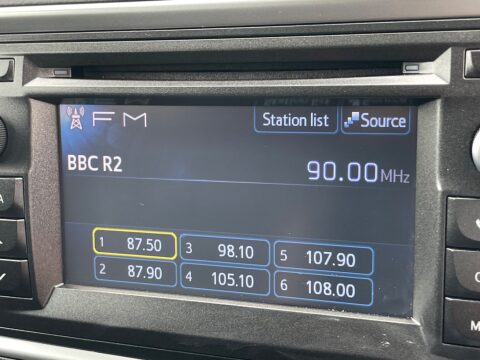 FM Station list Source
BBC R2 90.00MHz
1 87.50 3 98.10 5 107.90
2 87.90 4 105.10 6 108.00